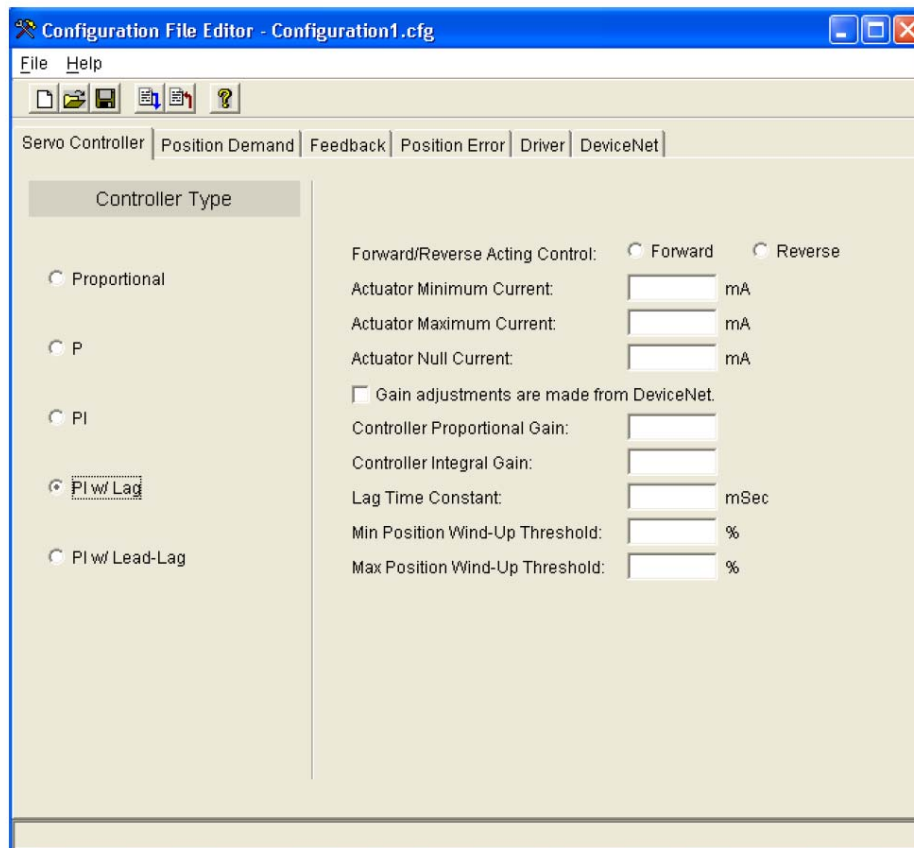 Configuration File Editor - Configuration1.cfg
File Help
Servo Controller Position Demand Feedback Position Error Driver DeviceNet
Controller Type
Proportional
P
PI
PI w/ Lag
PI w/ Lead-Lag
Forward/Reverse Acting Control: Forward Reverse
Actuator Minimum Current: mA
Actuator Maximum Current: mA
Actuator Null Current: mA
Gain adjustments are made from DeviceNet.
Controller Proportional Gain:
Controller Integral Gain:
Lag Time Constant: mSec
Min Position Wind-Up Threshold: %
Max Position Wind-Up Threshold: %